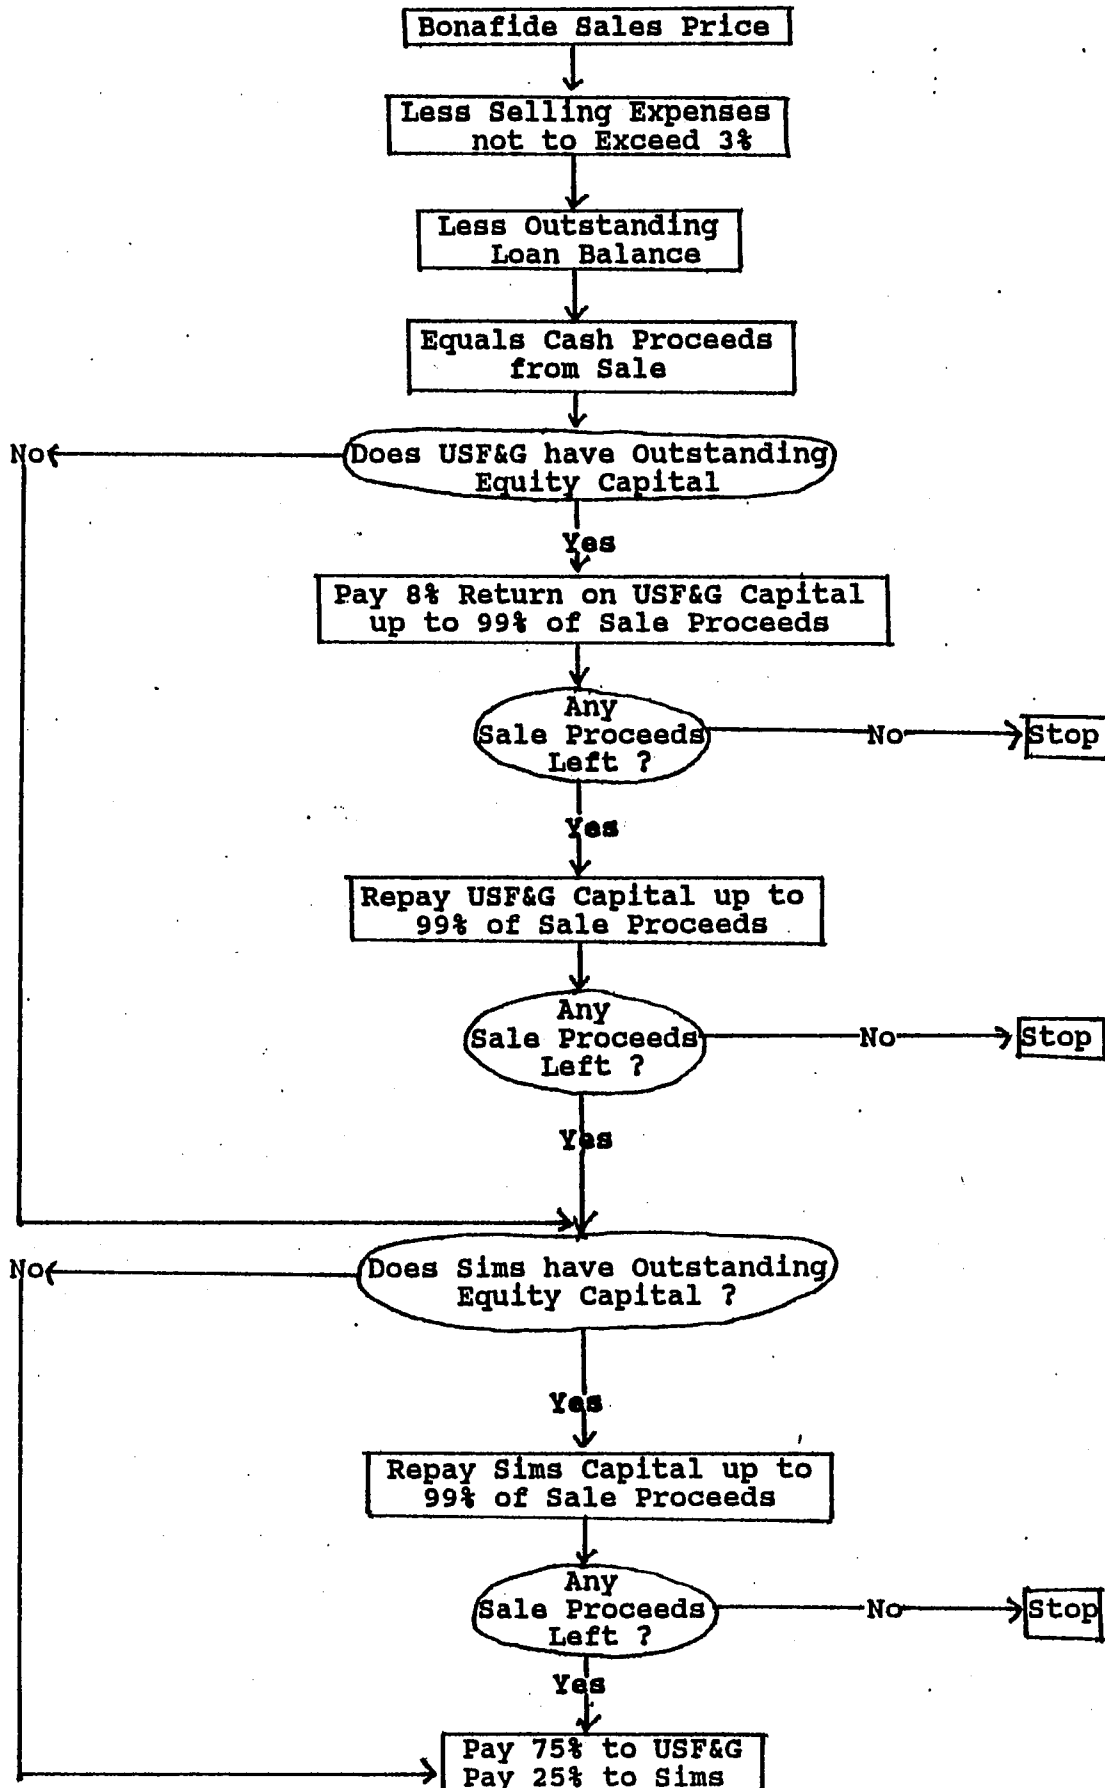 Bonafide Sales Price
Less Selling Expenses
not to Exceed 3%
Less Outstanding
Loan Balance
Equals Cash Proceeds
from Sale
No
Does USF&G have Outstanding
Equity Capital
Yes
Pay 8% Return on USF&G Capital
up to 99% of Sale Proceeds
Any
Sale Proceeds
Left ?
No
Stop
Yes
Repay USF&G Capital up to
99% of Sale Proceeds
Any
Sale Proceeds
Left ?
No
Stop
Yes
No
Does Sims have Outstanding
Equity Capital ?
Yes
Repay Sims Capital up to
99% of Sale Proceeds
Any
Sale Proceeds
Left ?
No
Stop
Yes
Pay 75% to USF&G
Pay 25% to Sims